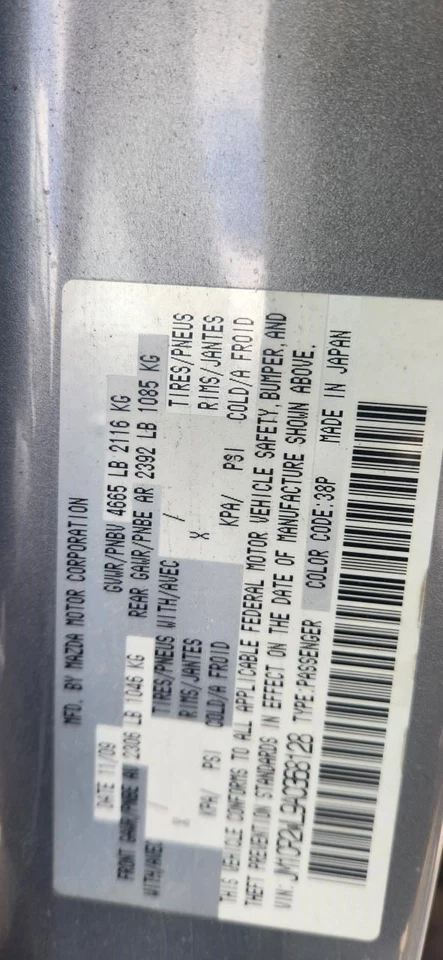 MFD. BY MAZDA MOTOR CORPORATION
DATE 11/09 GVWR/PNBV 4665 LB 2116 KG
FRONT GAWR/PNBE AV 2306 LB 1046 KG REAR GAWR/PNBE AR 2392 LB 1085 KG
WITH/AVEC / TIRES/PNEUS WITH/AVEC / TIRES/PNEUS
X RIMS/JANTES X RIMS/JANTES
KPA/ PSI COLD/A FROID KPA/ PSI COLD/A FROID
THIS VEHICLE CONFORMS TO ALL APPLICABLE FEDERAL MOTOR VEHICLE SAFETY, BUMPER, AND
THEFT PREVENTION STANDARDS IN EFFECT ON THE DATE OF MANUFACTURE SHOWN ABOVE.
VIN: TYPE:PASSENGER COLOR CODE:38P MADE IN JAPAN